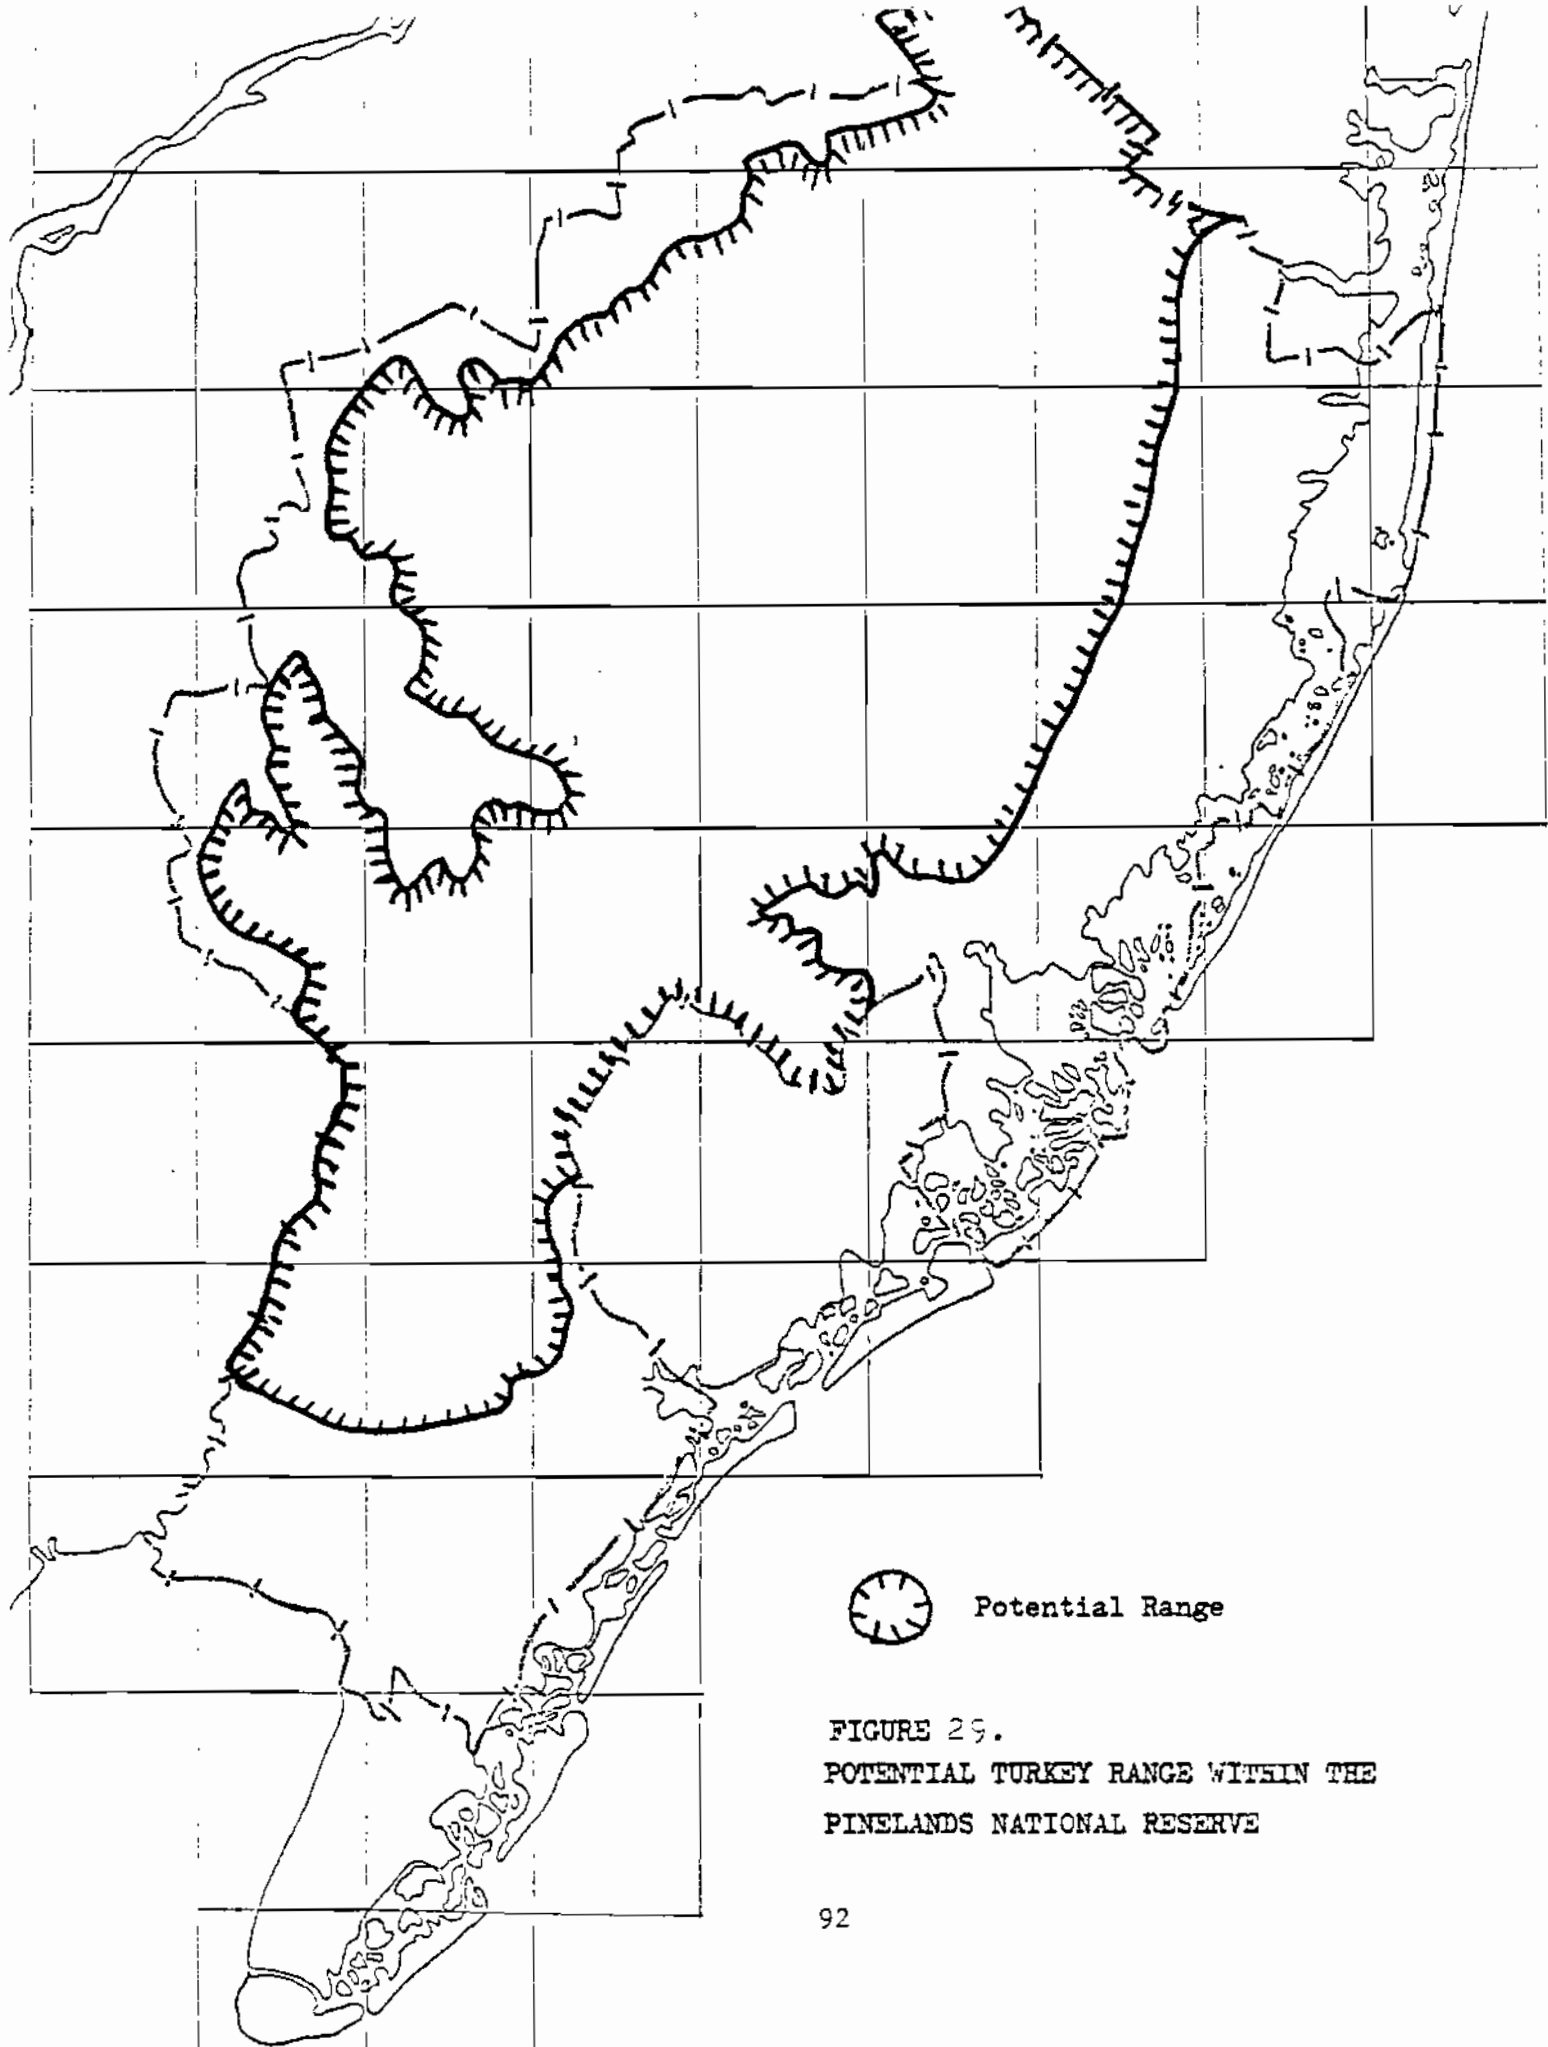 Potential Range
FIGURE 29.
POTENTIAL TURKEY RANGE WITHIN THE
PINELANDS NATIONAL RESERVE
92